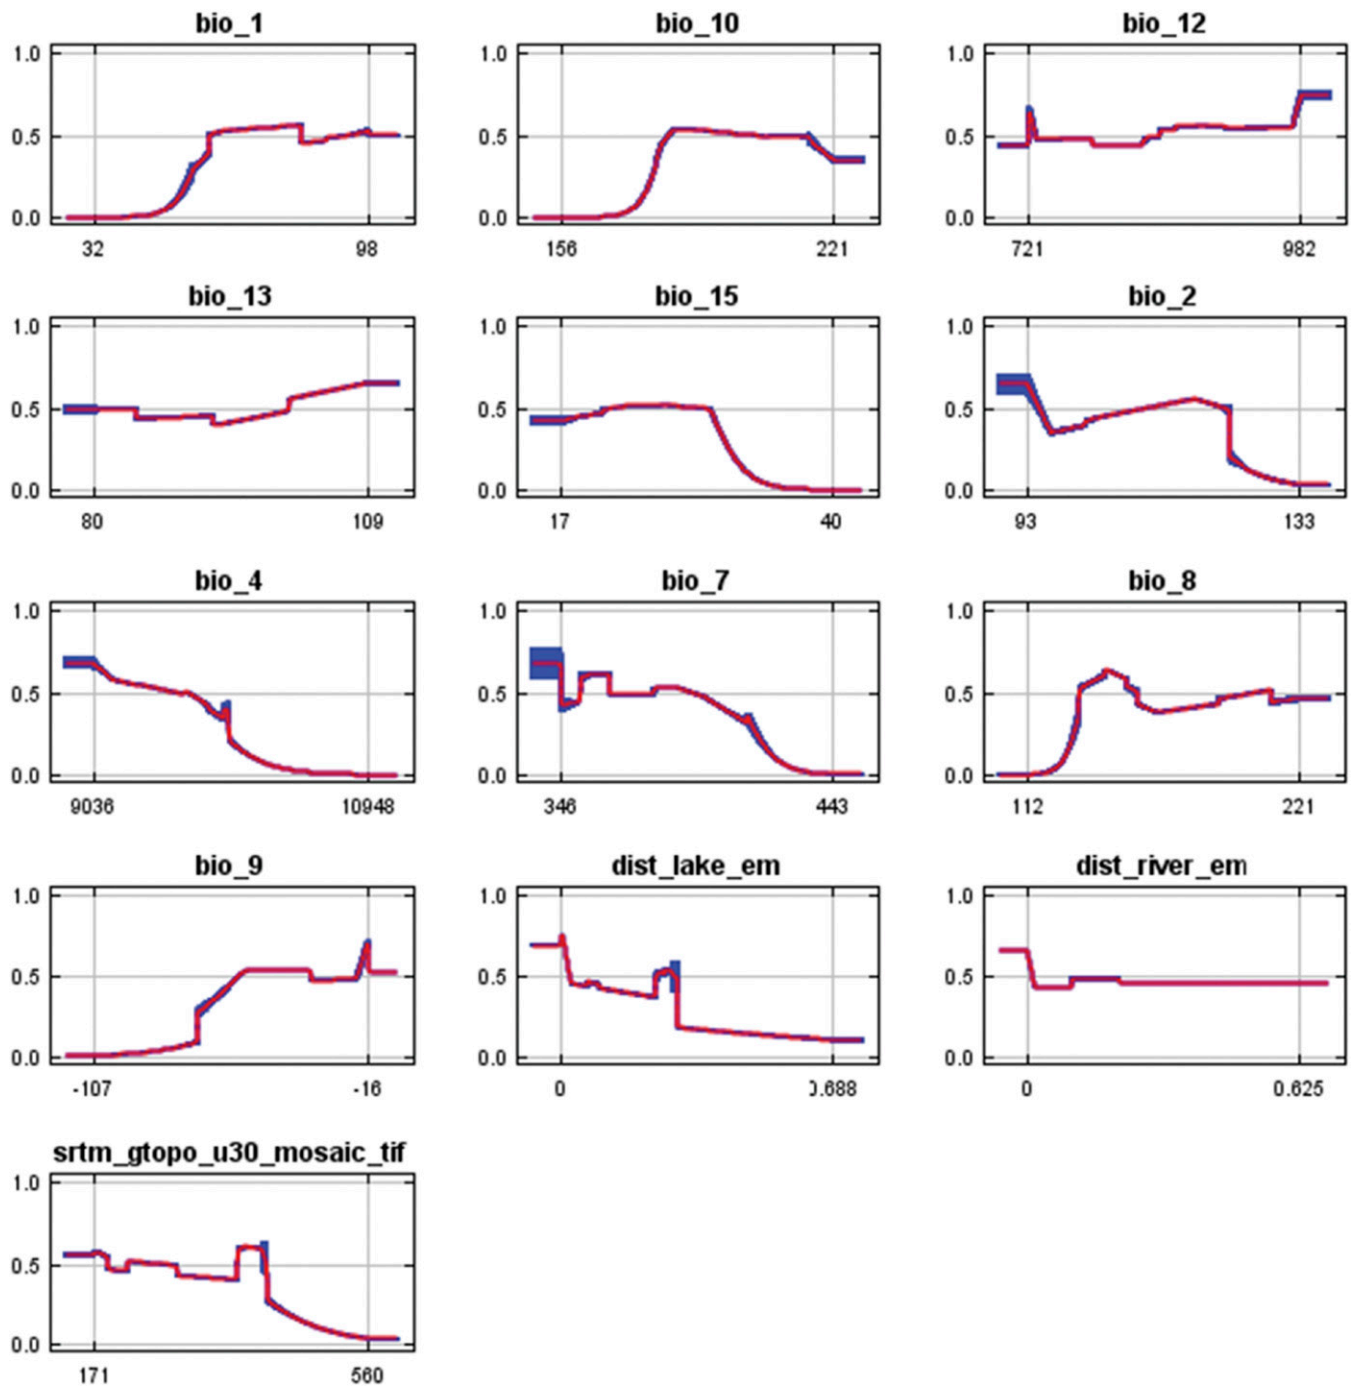 bio_1 bio_10 bio_12
1.0 1.0 1.0
0.5 0.5 0.5
0.0 0.0 0.0
32 98 156 221 721 982
bio_13 bio_15 bio_2
1.0 1.0 1.0
0.5 0.5 0.5
0.0 0.0 0.0
80 109 17 40 93 133
bio_4 bio_7 bio_8
1.0 1.0 1.0
0.5 0.5 0.5
0.0 0.0 0.0
9036 10948 346 443 112 221
bio_9 dist_lake_em dist_river_em
1.0 1.0 1.0
0.5 0.5 0.5
0.0 0.0 0.0
-107 -16 0 0.688 0 0.625
srtm_gtopo_u30_mosaic_tif
1.0
0.5
0.0
171 560